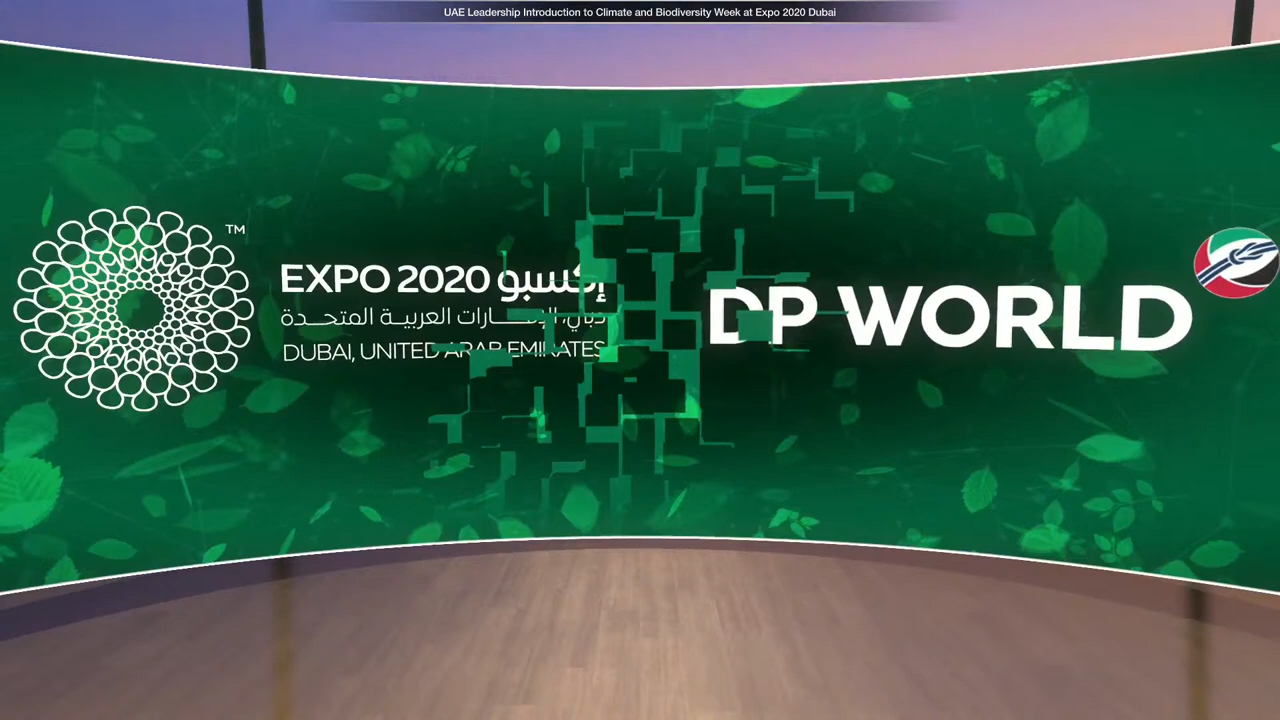 UAE Leadership Introduction to Climate and Biodiversity Week at Expo 2020 Dubai
TM
EXPO 2020 إكسبو
دبي، الإمارات العربية المتحدة
DUBAI, UNITED ARAB EMIRATES
DP WORLD